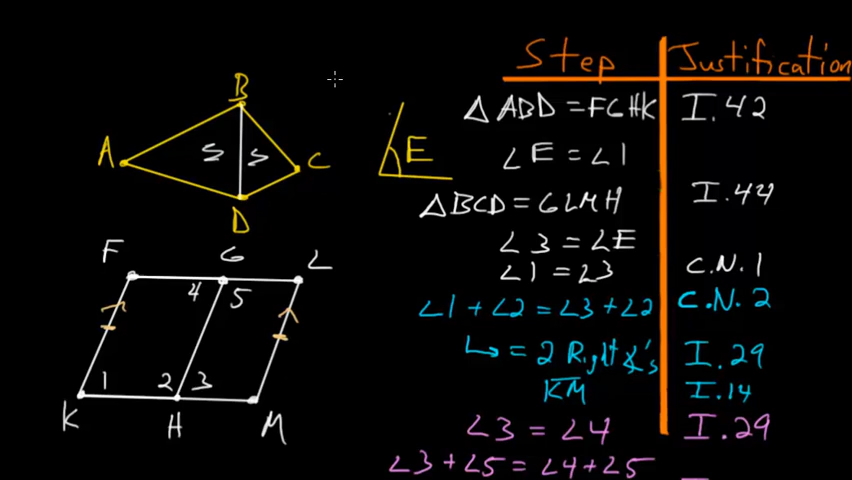 Step Justification
△ABD = FGHK I.42
∠E = ∠1
△BCD = GLMH I.44
∠3 = ∠E
∠1 = ∠3 C.N. 1
∠1 + ∠2 = ∠3 + ∠2 C.N. 2
↳ = 2 Right ∡'s I.29
KM I.14
∠3 = ∠4 I.29
∠3 + ∠5 = ∠4 + ∠5
B
A S S C
D
E
F G L
4 5
1 2 3
K H M